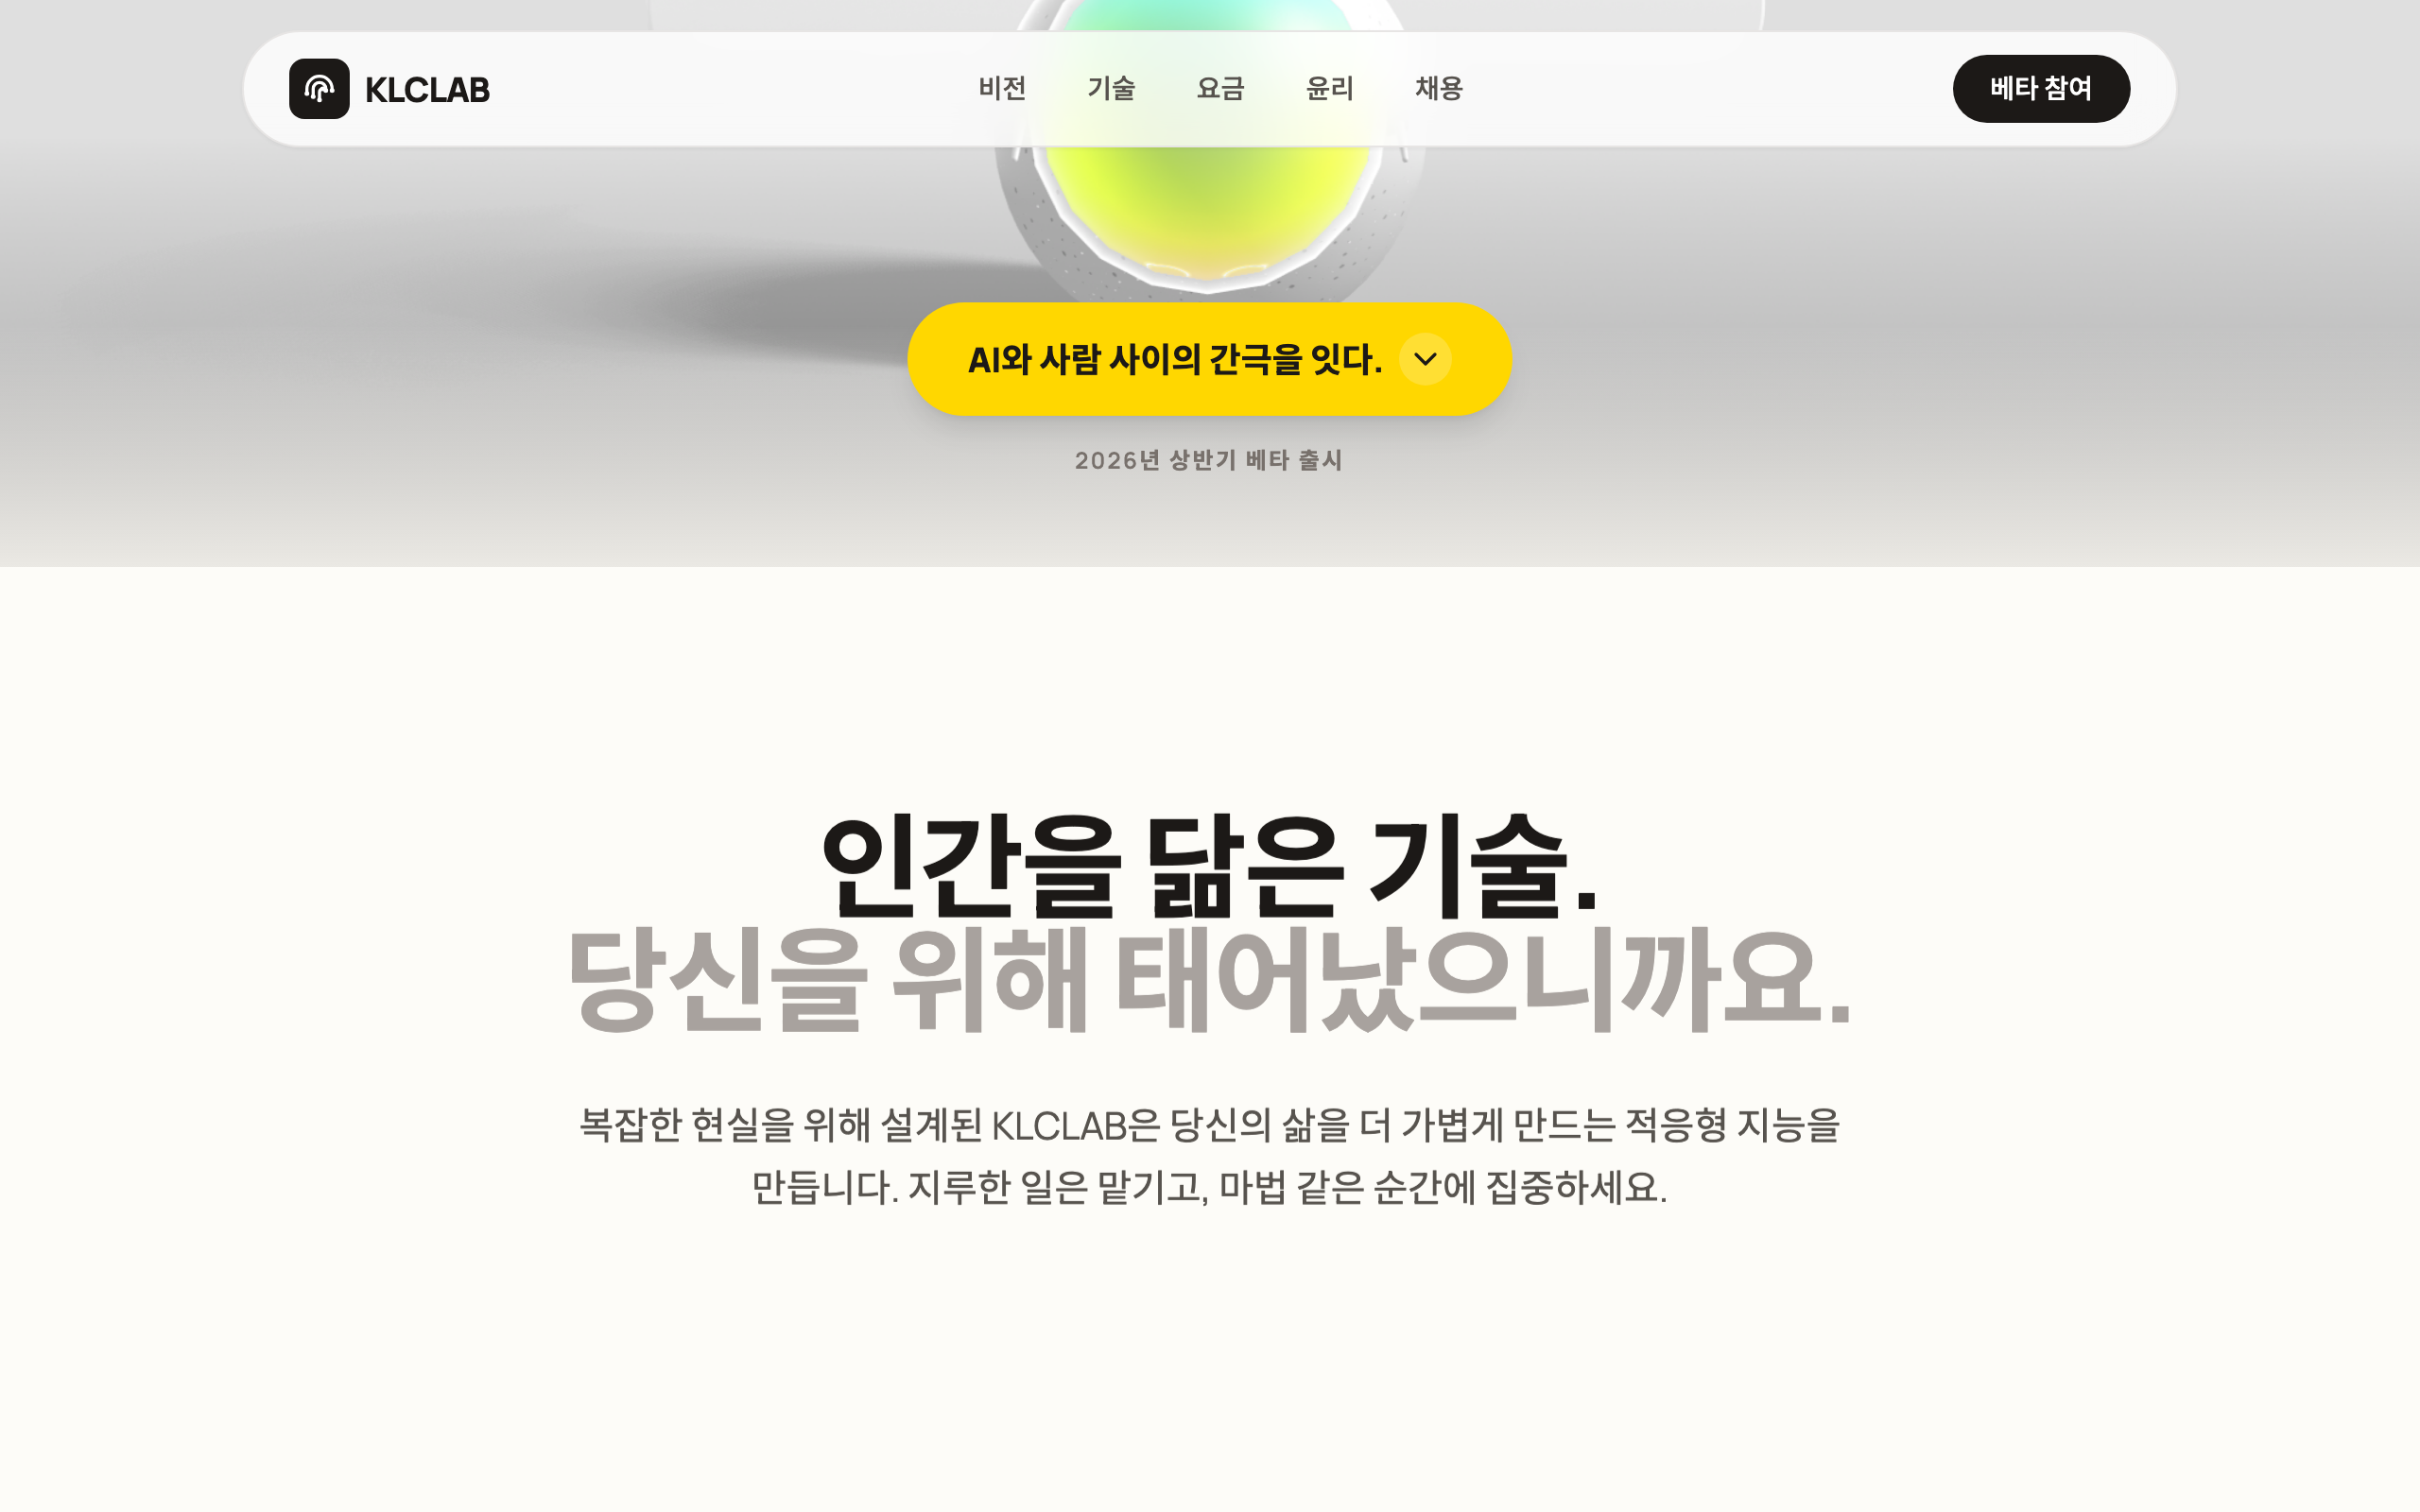 KLCLAB
비전 기술 요금 윤리 채용
베타 참여
AI와 사람 사이의 간극을 잇다.
2026년 상반기 베타 출시
인간을 닮은 기술.
당신을 위해 태어났으니까요.
복잡한 현실을 위해 설계된 KLCLAB은 당신의 삶을 더 가볍게 만드는 적응형 지능을
만듭니다. 지루한 일은 맡기고, 마법 같은 순간에 집중하세요.